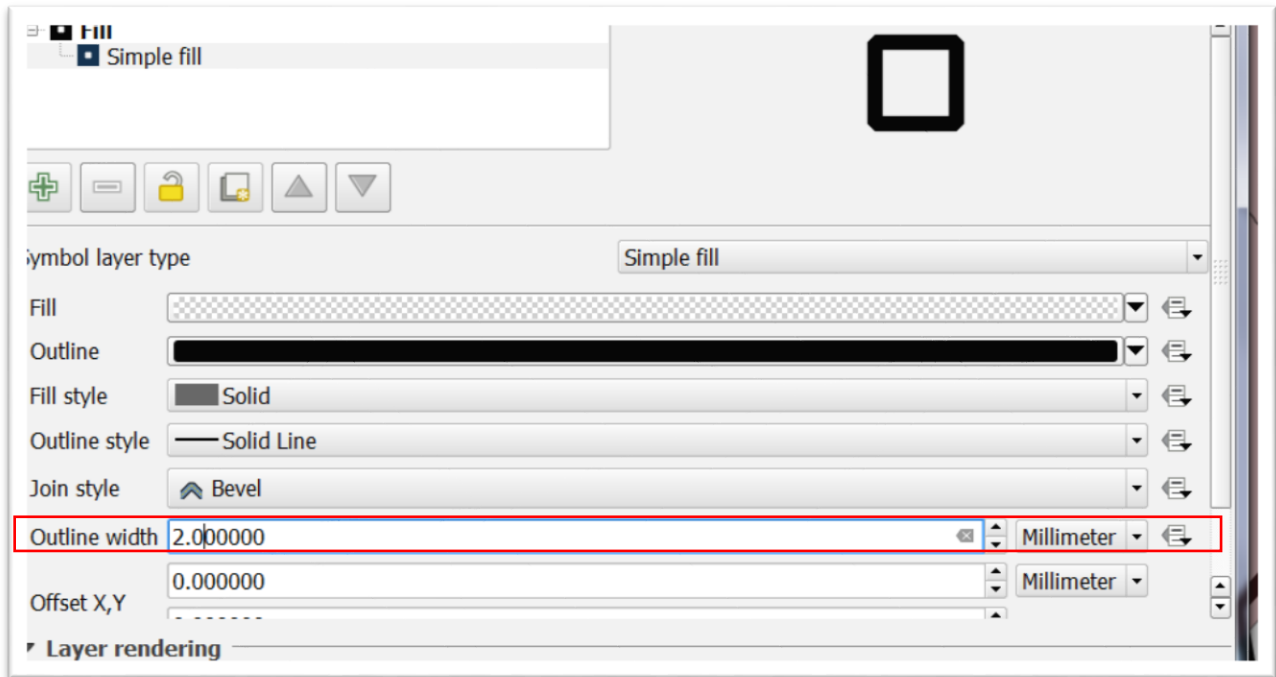 Fill
Simple fill
Symbol layer type Simple fill
Fill
Outline
Fill style Solid
Outline style Solid Line
Join style Bevel
Outline width 2.000000 Millimeter
0.000000 Millimeter
Offset X,Y
Layer rendering